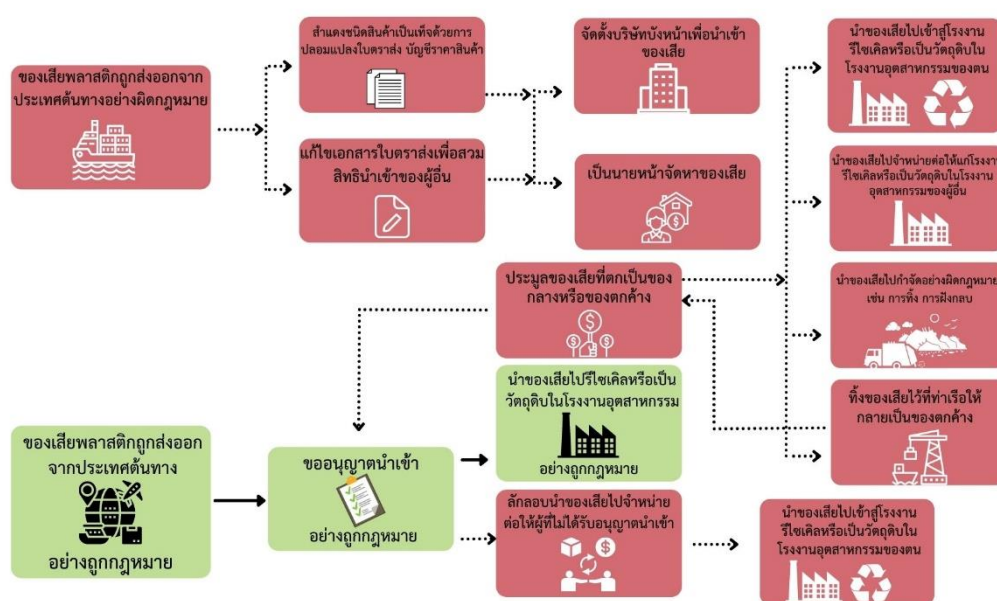 ของเสียพลาสติกถูกส่งออกจาก
ประเทศต้นทางอย่างผิดกฎหมาย
สำแดงชนิดสินค้าเป็นเท็จด้วยการ
ปลอมแปลงใบตราส่ง บัญชีราคาสินค้า
แก้ไขเอกสารใบตราส่งเพื่อสวม
สิทธินำเข้าของผู้อื่น
จัดตั้งบริษัทบังหน้าเพื่อนำเข้า
ของเสีย
เป็นนายหน้าจัดหาของเสีย
นำของเสียไปเข้าสู่โรงงาน
รีไซเคิลหรือเป็นวัตถุดิบใน
โรงงานอุตสาหกรรมของตน
นำของเสียไปจำหน่ายต่อให้แก่โรงงาน
รีไซเคิลหรือเป็นวัตถุดิบในโรงงาน
อุตสาหกรรมของผู้อื่น
นำของเสียไปกำจัดอย่างผิดกฎหมาย
เช่น การทิ้ง การฝังกลบ
ทิ้งของเสียไว้ที่ท่าเรือให้
กลายเป็นของตกค้าง
ประมูลของเสียที่ตกเป็นของ
กลางหรือของตกค้าง
ของเสียพลาสติกถูกส่งออก
จากประเทศต้นทาง
อย่างถูกกฎหมาย
ขออนุญาตนำเข้า
อย่างถูกกฎหมาย
นำของเสียไปรีไซเคิลหรือเป็น
วัตถุดิบในโรงงานอุตสาหกรรม
อย่างถูกกฎหมาย
ลักลอบนำของเสียไปจำหน่าย
ต่อให้ผู้ที่ไม่ได้รับอนุญาตนำเข้า
นำของเสียไปเข้าสู่โรงงาน
รีไซเคิลหรือเป็นวัตถุดิบใน
โรงงานอุตสาหกรรมของตน